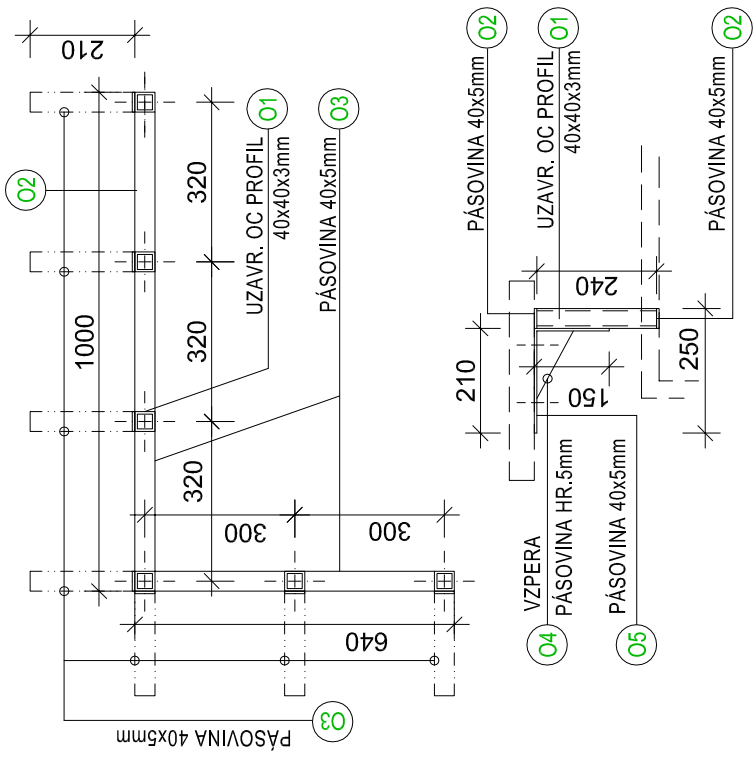 210
O2
1000
320
320
320
O1
UZAVR. OC PROFIL
40x40x3mm
O3
PÁSOVINA 40x5mm
300
300
640
O3
PÁSOVINA 40x5mm
O2
PÁSOVINA 40x5mm
O1
UZAVR. OC PROFIL
40x40x3mm
O2
PÁSOVINA 40x5mm
240
210
150
250
VZPERA
PÁSOVINA HR.5mm
O4
PÁSOVINA 40x5mm
O5